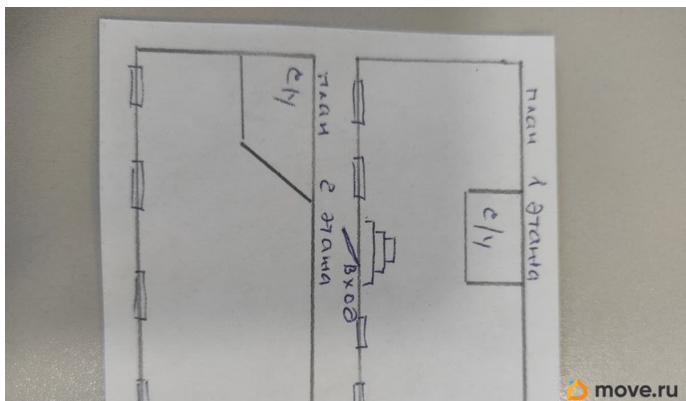 план 1 этажа
с/у
план 2 этажа
с/у
вход
move.ru